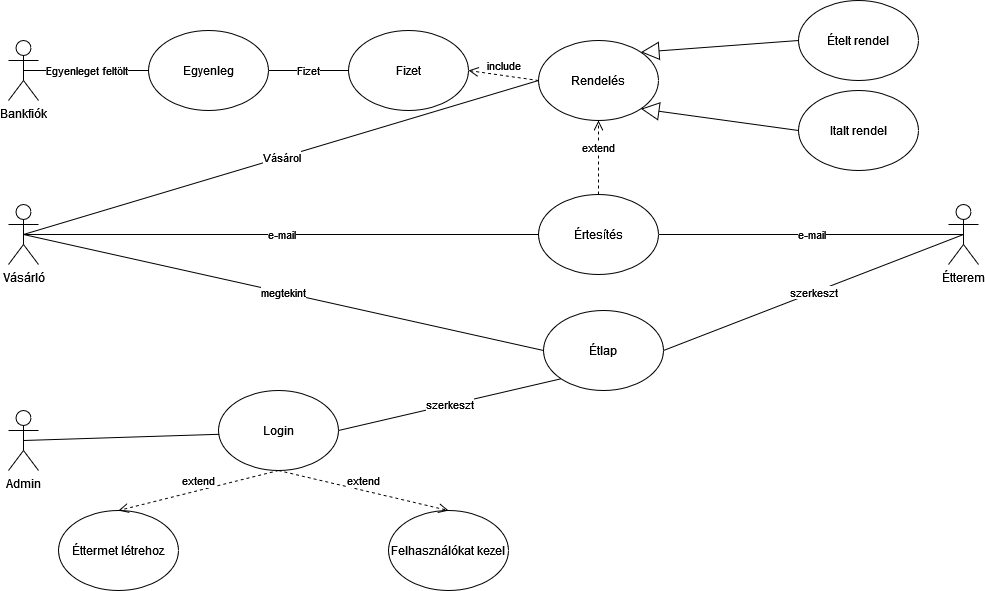 Ételt rendel
Egyenleget feltölt
Egyenleg
Fizet
Fizet
include
Rendelés
Bankfiók
Italt rendel
Vásárol
extend
Vásárló
e-mail
Értesítés
e-mail
Étterem
megtekint
szerkeszt
Étlap
szerkeszt
Login
Admin
extend
extend
Éttermet létrehoz
Felhasználókat kezel